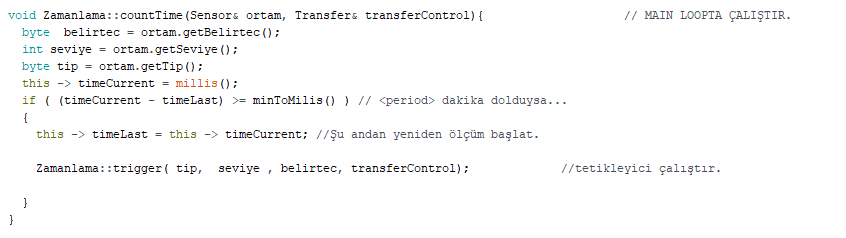 void Zamanlama::countTime(Sensor& ortam, Transfer& transferControl){ // MAIN LOOPTA ÇALIŞTIR.
byte belirtec = ortam.getBelirtec();
int seviye = ortam.getSeviye();
byte tip = ortam.getTip();
this -> timeCurrent = millis();
if ( (timeCurrent - timeLast) >= minToMilis() ) // <period> dakika dolduysa...
{
this -> timeLast = this -> timeCurrent; //Şu andan yeniden ölçüm başlat.
Zamanlama::trigger( tip, seviye , belirtec, transferControl); //tetikleyici çalıştır.
}
}